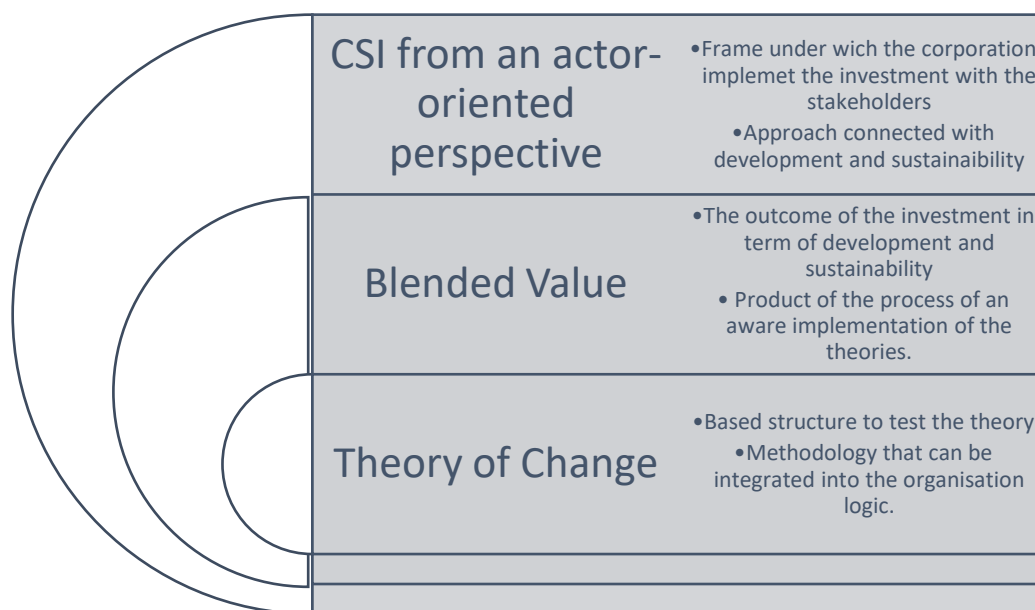 CSI from an actor-
oriented
perspective
•Frame under wich the corporation
implemet the investment with the
stakeholders
•Approach connected with
development and sustainaibility
Blended Value
•The outcome of the investment in
term of development and
sustainability
• Product of the process of an
aware implementation of the
theories.
Theory of Change
•Based structure to test the theory
•Methodology that can be
integrated into the organisation
logic.